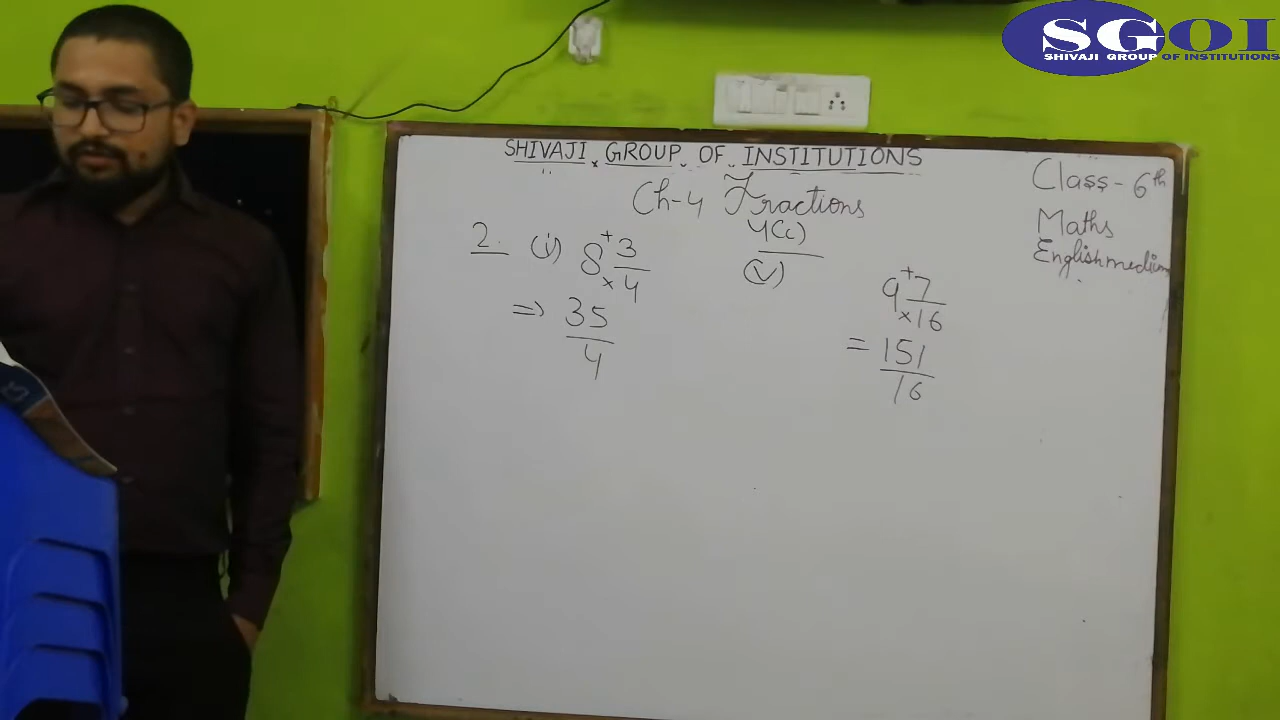 SGOI
SHIVAJI GROUP OF INSTITUTIONS
SHIVAJI GROUP OF INSTITUTIONS
Class - 6th
Ch-4 Fractions
Maths
4(c)
English medium
2. (i) 8 + 3
× 4
(v)
9 + 7
× 16
=> 35
4
= 151
16